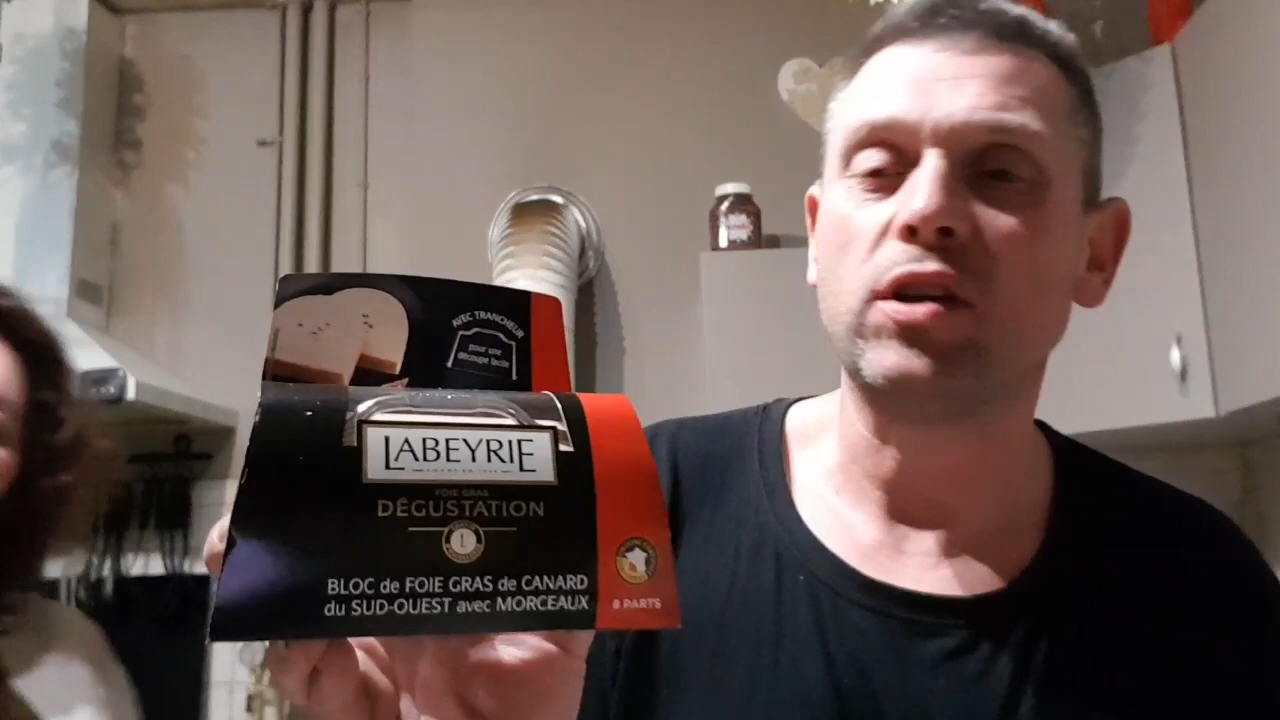 AVEC TRANCHEUR
pour une
découpe facile
LABEYRIE
FOIE GRAS
DÉGUSTATION
1
BLOC de FOIE GRAS de CANARD
du SUD-OUEST avec MORCEAUX
8 PARTS